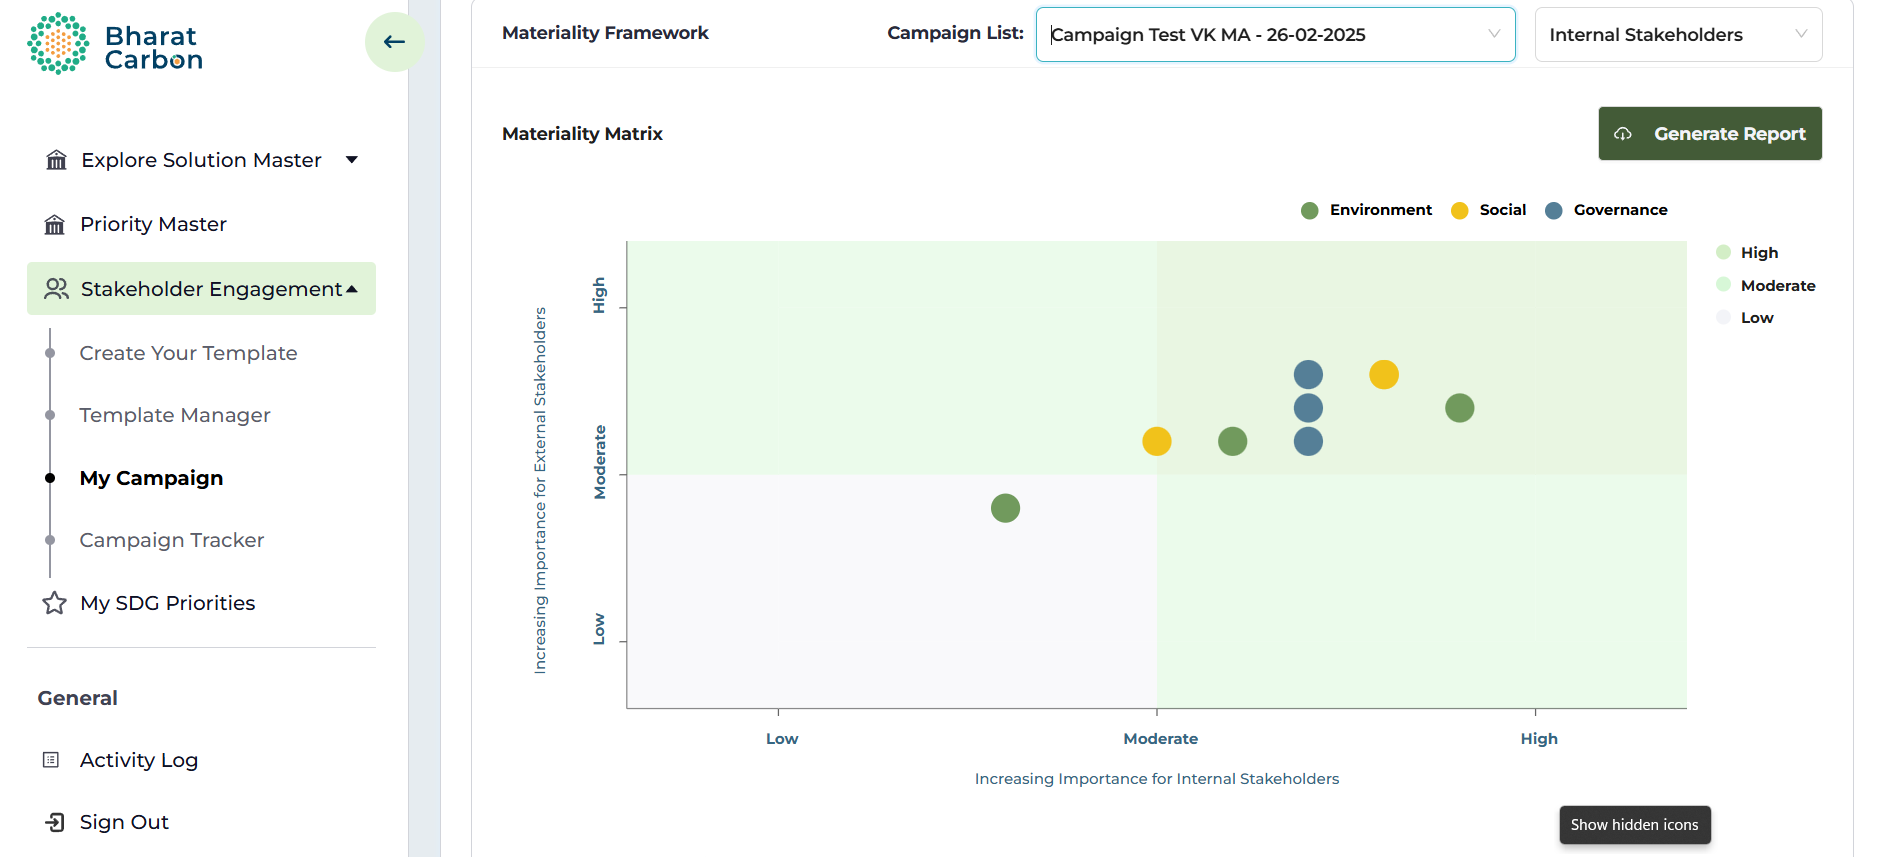 Bharat
Carbon
Explore Solution Master
Priority Master
Stakeholder Engagement
Create Your Template
Template Manager
My Campaign
Campaign Tracker
My SDG Priorities
General
Activity Log
Sign Out
Materiality Framework
Campaign List:
Campaign Test VK MA - 26-02-2025
Internal Stakeholders
Materiality Matrix
Generate Report
Environment
Social
Governance
High
Moderate
Low
Increasing Importance for External Stakeholders
High
Moderate
Low
Low
Moderate
High
Increasing Importance for Internal Stakeholders
Show hidden icons